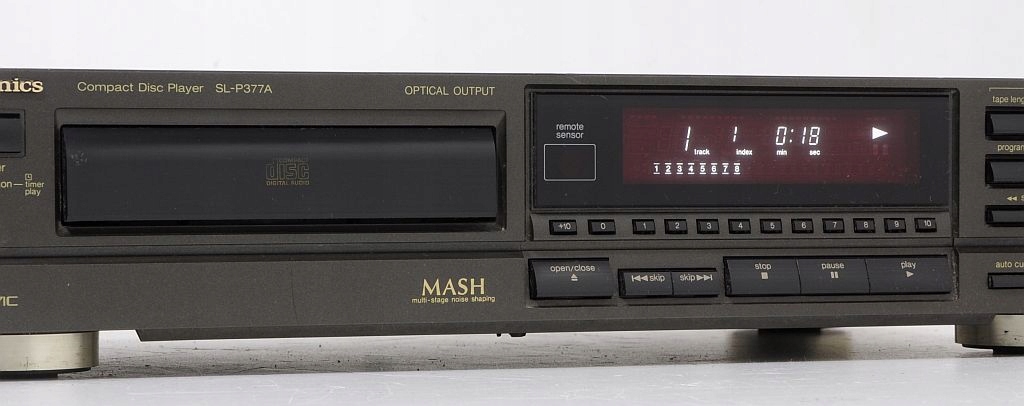 nics
Compact Disc Player SL-P377A
OPTICAL OUTPUT
COMPACT
disc
DIGITAL AUDIO
timer
play
MASH
multi-stage noise shaping
remote
sensor
1 1 0:18
track index min sec
1 2 3 4 5 6 7 8
+10 0 1 2 3 4 5 6 7 8 9 10
open/close
skip skip
stop pause play
tape leng
program
auto cu